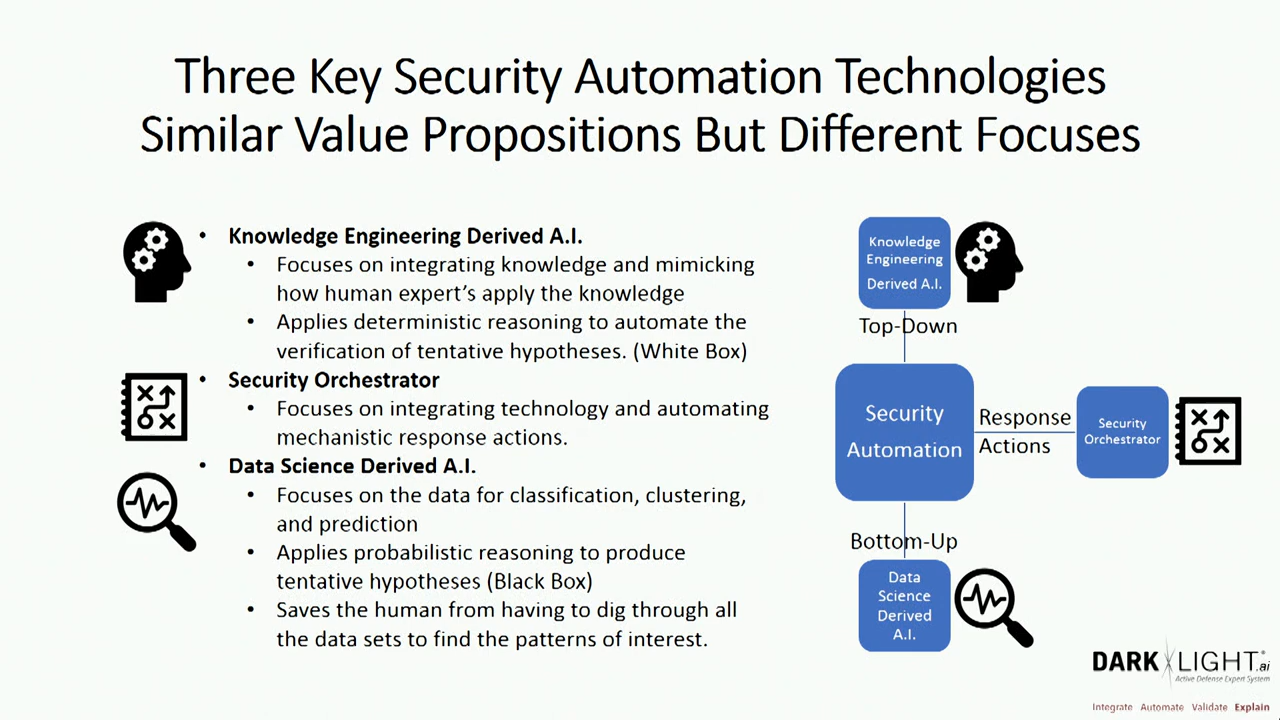 Three Key Security Automation Technologies
Similar Value Propositions But Different Focuses
• Knowledge Engineering Derived A.I.
• Focuses on integrating knowledge and mimicking
how human expert's apply the knowledge
• Applies deterministic reasoning to automate the
verification of tentative hypotheses. (White Box)
• Security Orchestrator
• Focuses on integrating technology and automating
mechanistic response actions.
• Data Science Derived A.I.
• Focuses on the data for classification, clustering,
and prediction
• Applies probabilistic reasoning to produce
tentative hypotheses (Black Box)
• Saves the human from having to dig through all
the data sets to find the patterns of interest.
Knowledge
Engineering
Derived A.I.
Top-Down
Security
Automation
Response
Actions
Security
Orchestrator
Bottom-Up
Data
Science
Derived
A.I.
DARK LIGHT.ai
Active Defense Expert System
Integrate Automate Validate Explain